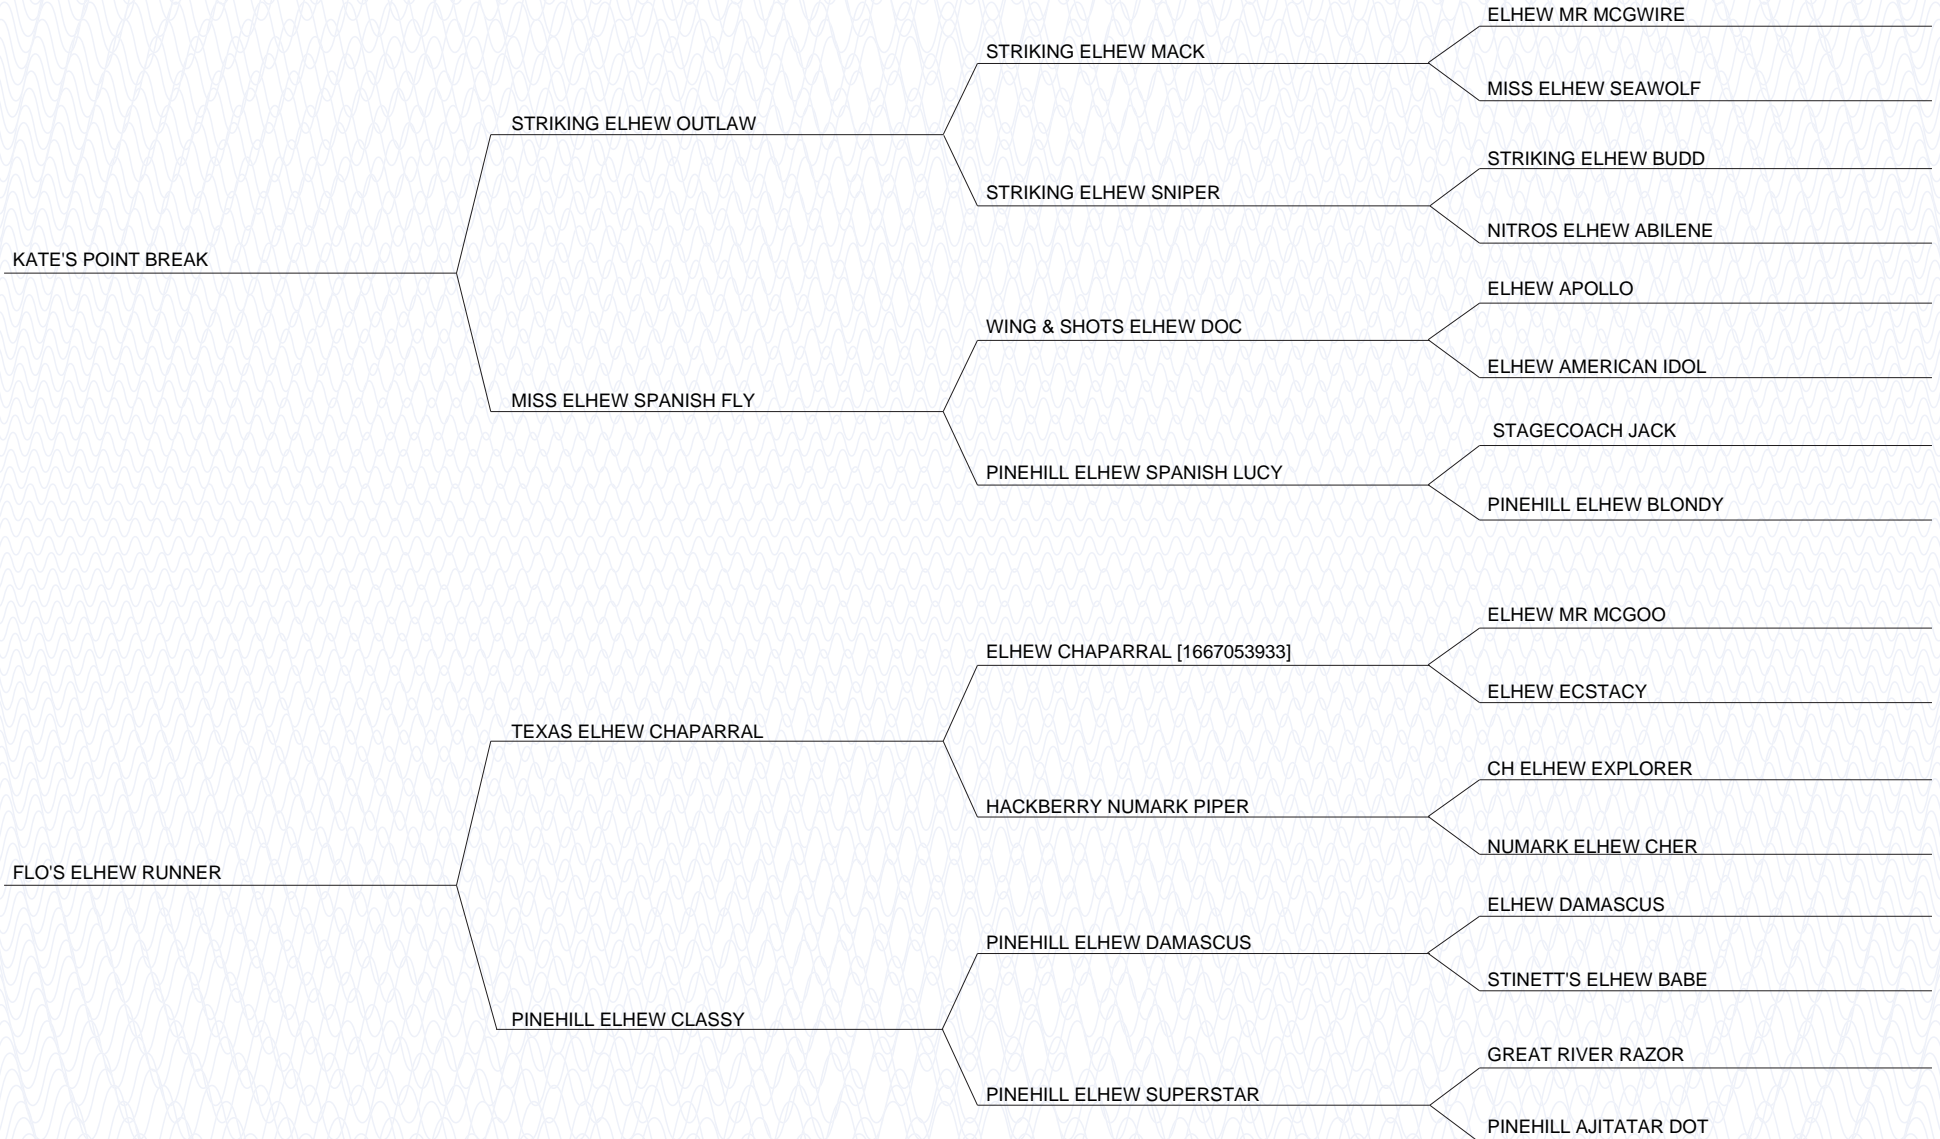 ELHEW MR MCGWIRE
STRIKING ELHEW MACK
MISS ELHEW SEAWOLF
STRIKING ELHEW OUTLAW
STRIKING ELHEW BUDD
STRIKING ELHEW SNIPER
NITROS ELHEW ABILENE
KATE'S POINT BREAK
ELHEW APOLLO
WING & SHOTS ELHEW DOC
ELHEW AMERICAN IDOL
MISS ELHEW SPANISH FLY
STAGECOACH JACK
PINEHILL ELHEW SPANISH LUCY
PINEHILL ELHEW BLONDY
ELHEW MR MCGOO
ELHEW CHAPARRAL [1667053933]
ELHEW ECSTACY
TEXAS ELHEW CHAPARRAL
CH ELHEW EXPLORER
HACKBERRY NUMARK PIPER
NUMARK ELHEW CHER
FLO'S ELHEW RUNNER
ELHEW DAMASCUS
PINEHILL ELHEW DAMASCUS
STINETT'S ELHEW BABE
PINEHILL ELHEW CLASSY
GREAT RIVER RAZOR
PINEHILL ELHEW SUPERSTAR
PINEHILL AJITATAR DOT